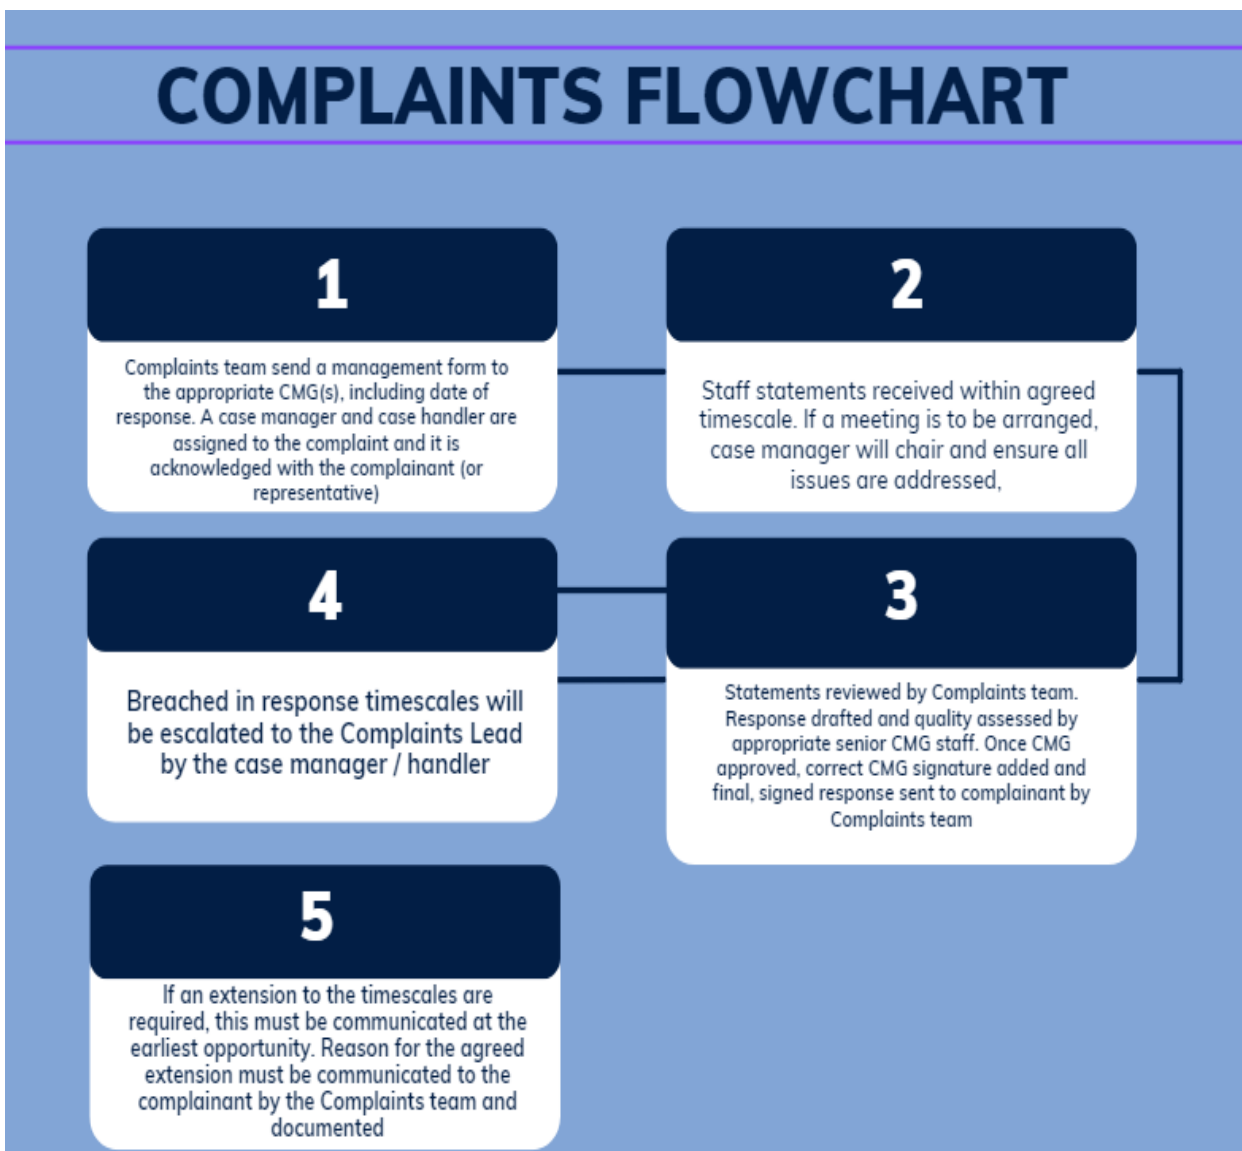 COMPLAINTS FLOWCHART
1
Complaints team send a management form to
the appropriate CMG(s), including date of
response. A case manager and case handler are
assigned to the complaint and it is
acknowledged with the complainant (or
representative)
2
Staff statements received within agreed
timescale. If a meeting is to be arranged,
case manager will chair and ensure all
issues are addressed,
3
Statements reviewed by Complaints team.
Response drafted and quality assessed by
appropriate senior CMG staff. Once CMG
approved, correct CMG signature added and
final, signed response sent to complainant by
Complaints team
4
Breached in response timescales will
be escalated to the Complaints Lead
by the case manager / handler
5
If an extension to the timescales are
required, this must be communicated at the
earliest opportunity. Reason for the agreed
extension must be communicated to the
complainant by the Complaints team and
documented